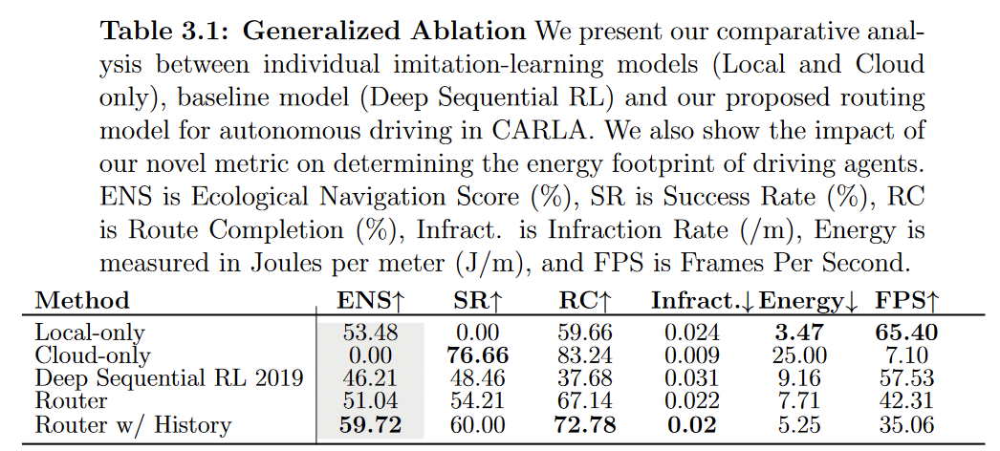 Table 3.1: Generalized Ablation We present our comparative anal-
ysis between individual imitation-learning models (Local and Cloud
only), baseline model (Deep Sequential RL) and our proposed routing
model for autonomous driving in CARLA. We also show the impact of
our novel metric on determining the energy footprint of driving agents.
ENS is Ecological Navigation Score (%), SR is Success Rate (%), RC
is Route Completion (%), Infract. is Infraction Rate (/m), Energy is
measured in Joules per meter (J/m), and FPS is Frames Per Second.
Method ENS↑ SR↑ RC↑ Infract.↓ Energy↓ FPS↑
Local-only 53.48 0.00 59.66 0.024 3.47 65.40
Cloud-only 0.00 76.66 83.24 0.009 25.00 7.10
Deep Sequential RL 2019 46.21 48.46 37.68 0.031 9.16 57.53
Router 51.04 54.21 67.14 0.022 7.71 42.31
Router w/ History 59.72 60.00 72.78 0.02 5.25 35.06